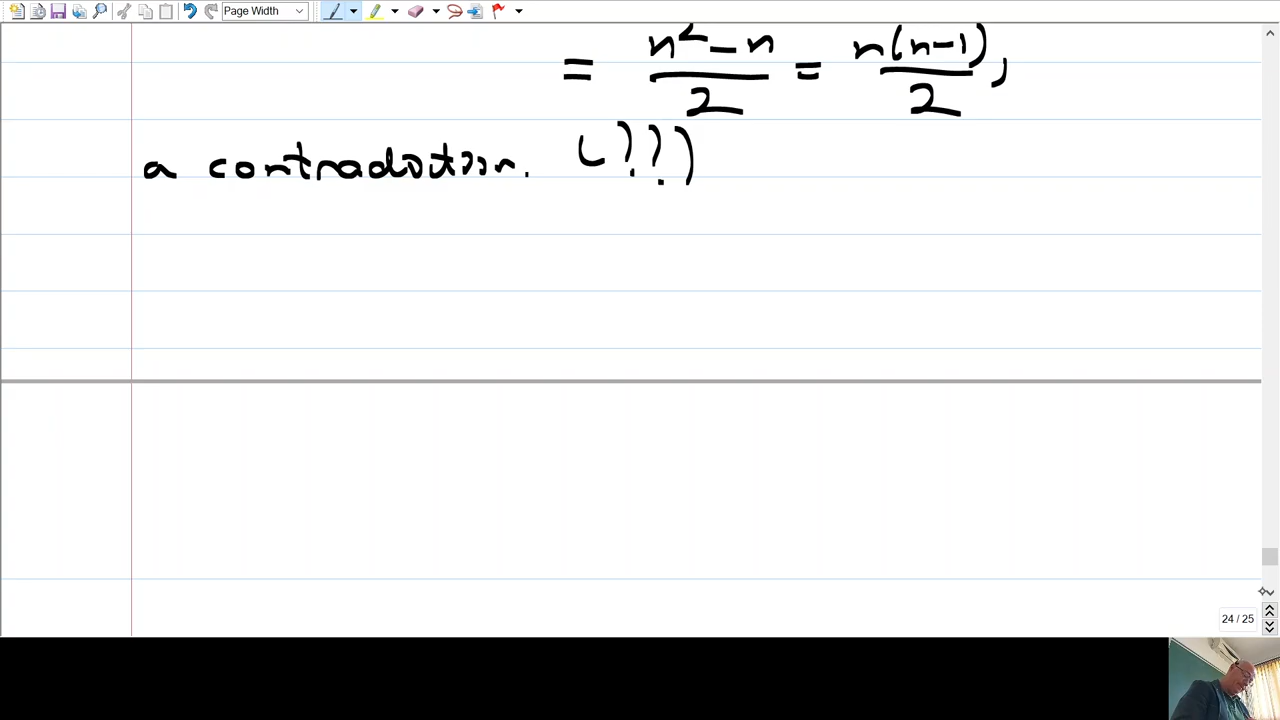 Page Width
= n² - n / 2 = n(n-1) / 2 ,
a contradiction. (??)
24 / 25